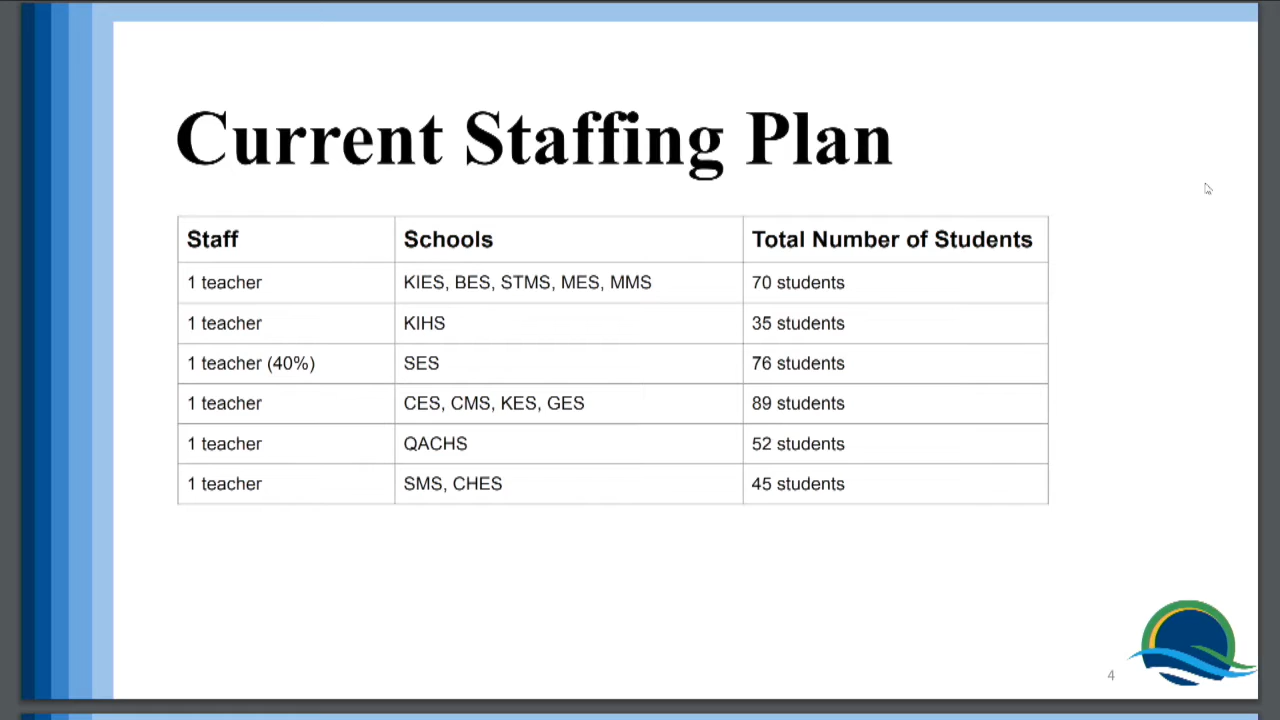 Current Staffing Plan
Staff Schools Total Number of Students
1 teacher KIES, BES, STMS, MES, MMS 70 students
1 teacher KIHS 35 students
1 teacher (40%) SES 76 students
1 teacher CES, CMS, KES, GES 89 students
1 teacher QACHS 52 students
1 teacher SMS, CHES 45 students
4